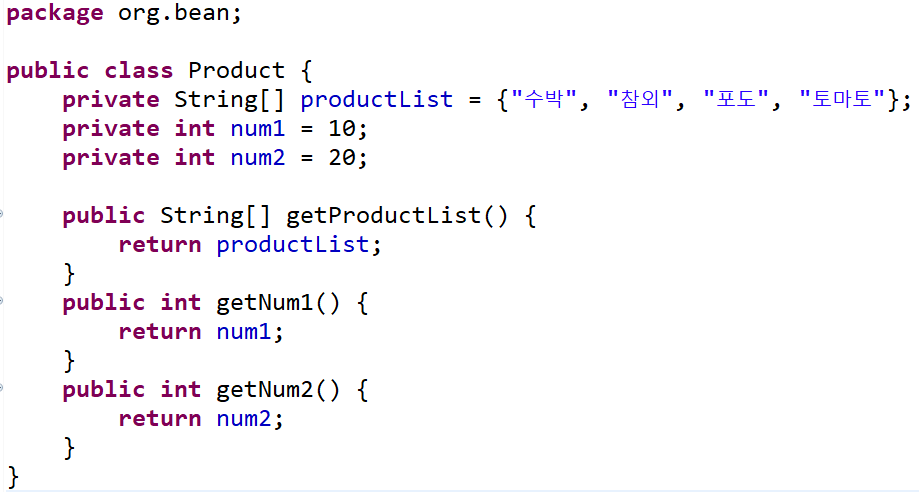 package org.bean;
public class Product {
private String[] productList = {"수박", "참외", "포도", "토마토"};
private int num1 = 10;
private int num2 = 20;
public String[] getProductList() {
return productList;
}
public int getNum1() {
return num1;
}
public int getNum2() {
return num2;
}
}